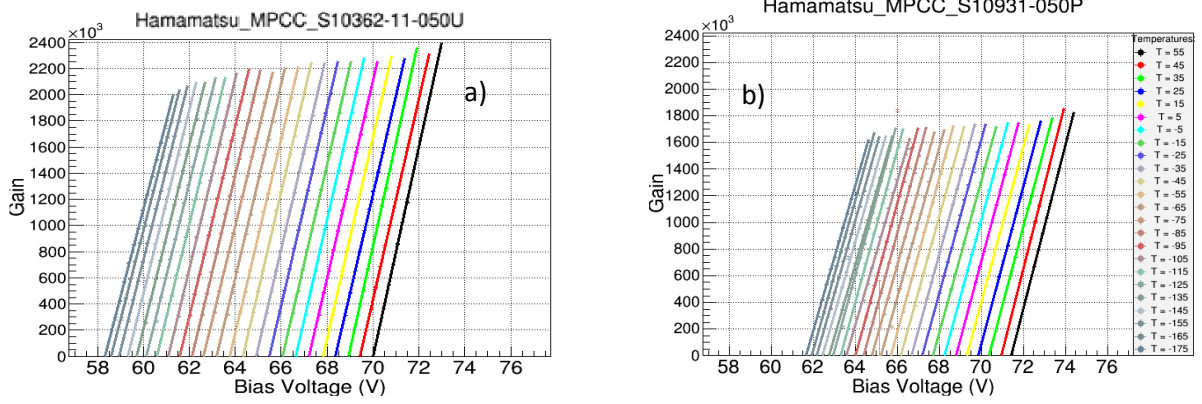 Hamamatsu_MPCC_S10362-11-050U
×10³
2400
2200
2000
1800
1600
1400
1200
1000
800
600
400
200
0
Gain
a)
58 60 62 64 66 68 70 72 74 76
Bias Voltage (V)
Hamamatsu_MPCC_S10931-050P
×10³
2400
2200
2000
1800
1600
1400
1200
1000
800
600
400
200
0
Gain
b)
58 60 62 64 66 68 70 72 74 76
Bias Voltage (V)
Temperatures:
T = 55
T = 45
T = 35
T = 25
T = 15
T = 5
T = -5
T = -15
T = -25
T = -35
T = -45
T = -55
T = -65
T = -75
T = -85
T = -95
T = -105
T = -115
T = -125
T = -135
T = -145
T = -155
T = -165
T = -175